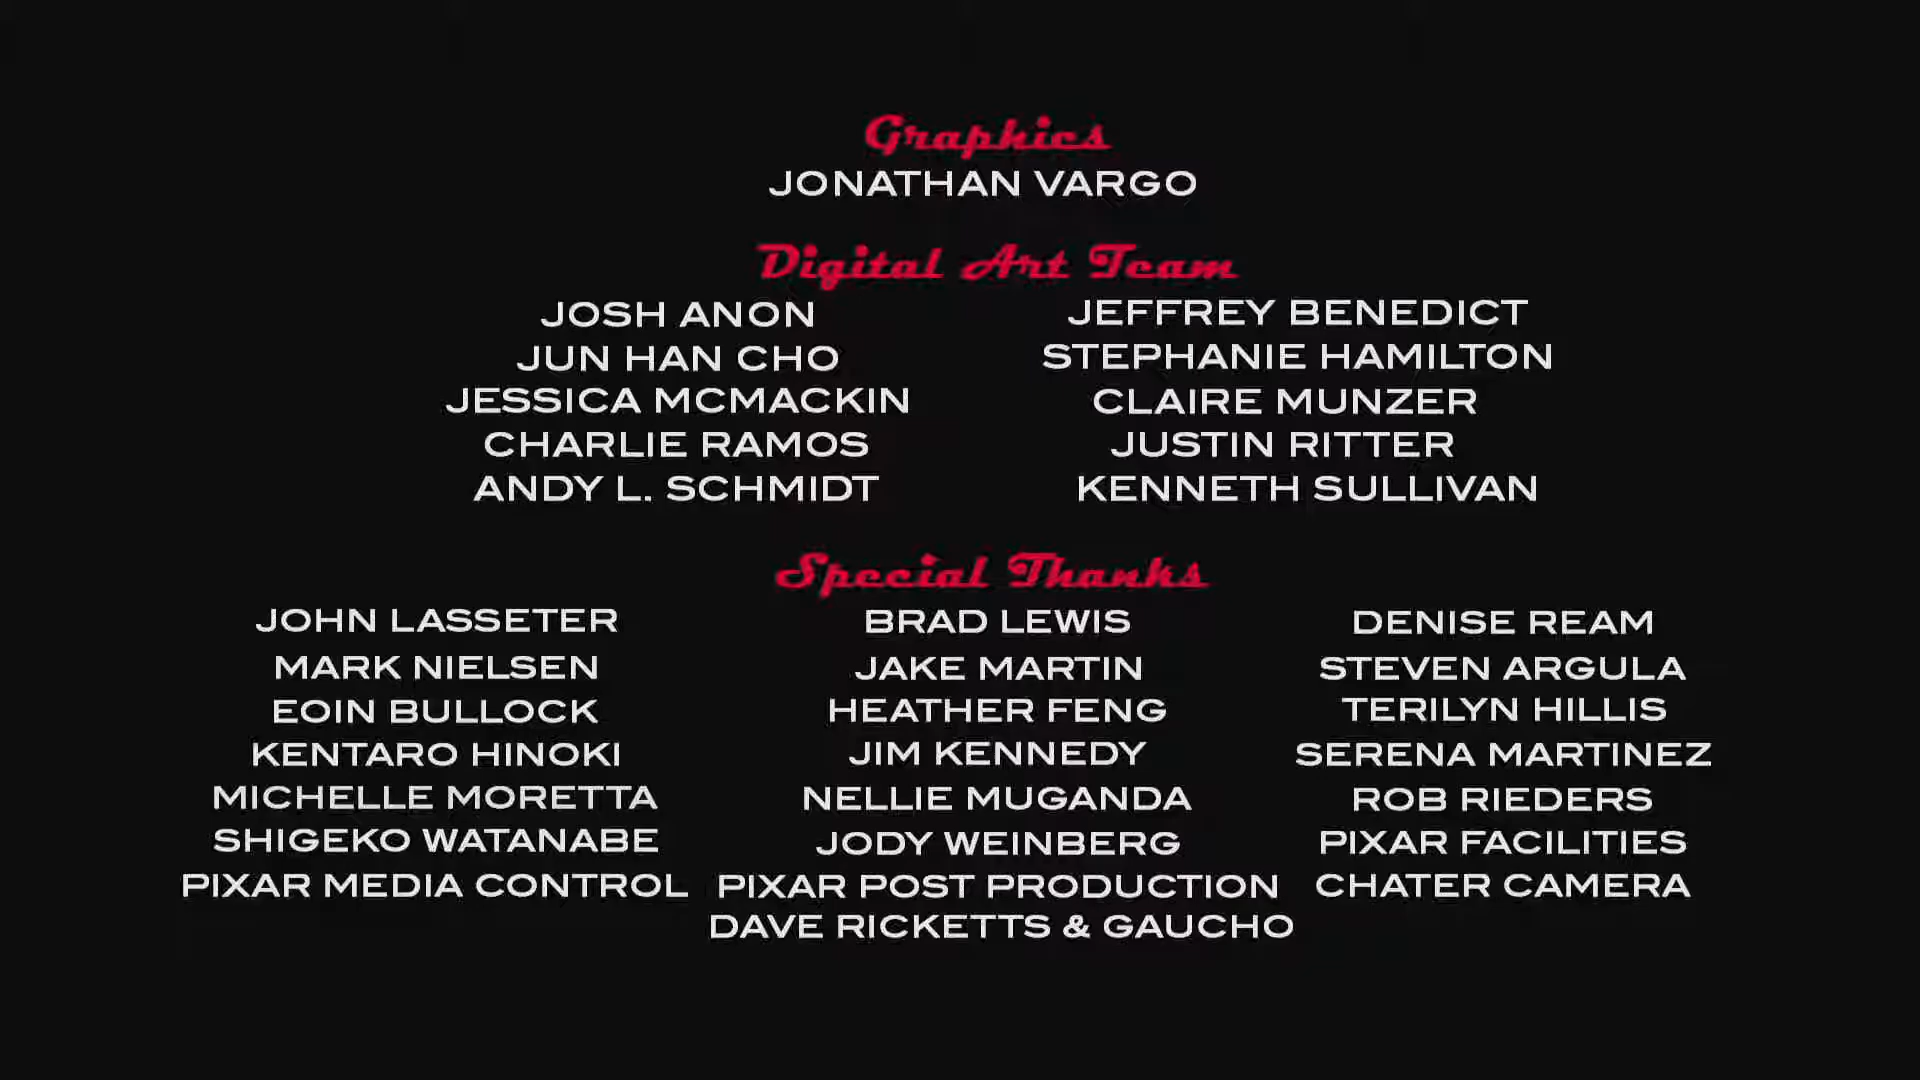 Graphics
JONATHAN VARGO
Digital Art Team
JOSH ANON JEFFREY BENEDICT
JUN HAN CHO STEPHANIE HAMILTON
JESSICA MCMACKIN CLAIRE MUNZER
CHARLIE RAMOS JUSTIN RITTER
ANDY L. SCHMIDT KENNETH SULLIVAN
Special Thanks
JOHN LASSETER BRAD LEWIS DENISE REAM
MARK NIELSEN JAKE MARTIN STEVEN ARGULA
EOIN BULLOCK HEATHER FENG TERILYN HILLIS
KENTARO HINOKI JIM KENNEDY SERENA MARTINEZ
MICHELLE MORETTA NELLIE MUGANDA ROB RIEDERS
SHIGEKO WATANABE JODY WEINBERG PIXAR FACILITIES
PIXAR MEDIA CONTROL PIXAR POST PRODUCTION CHATER CAMERA
DAVE RICKETTS & GAUCHO